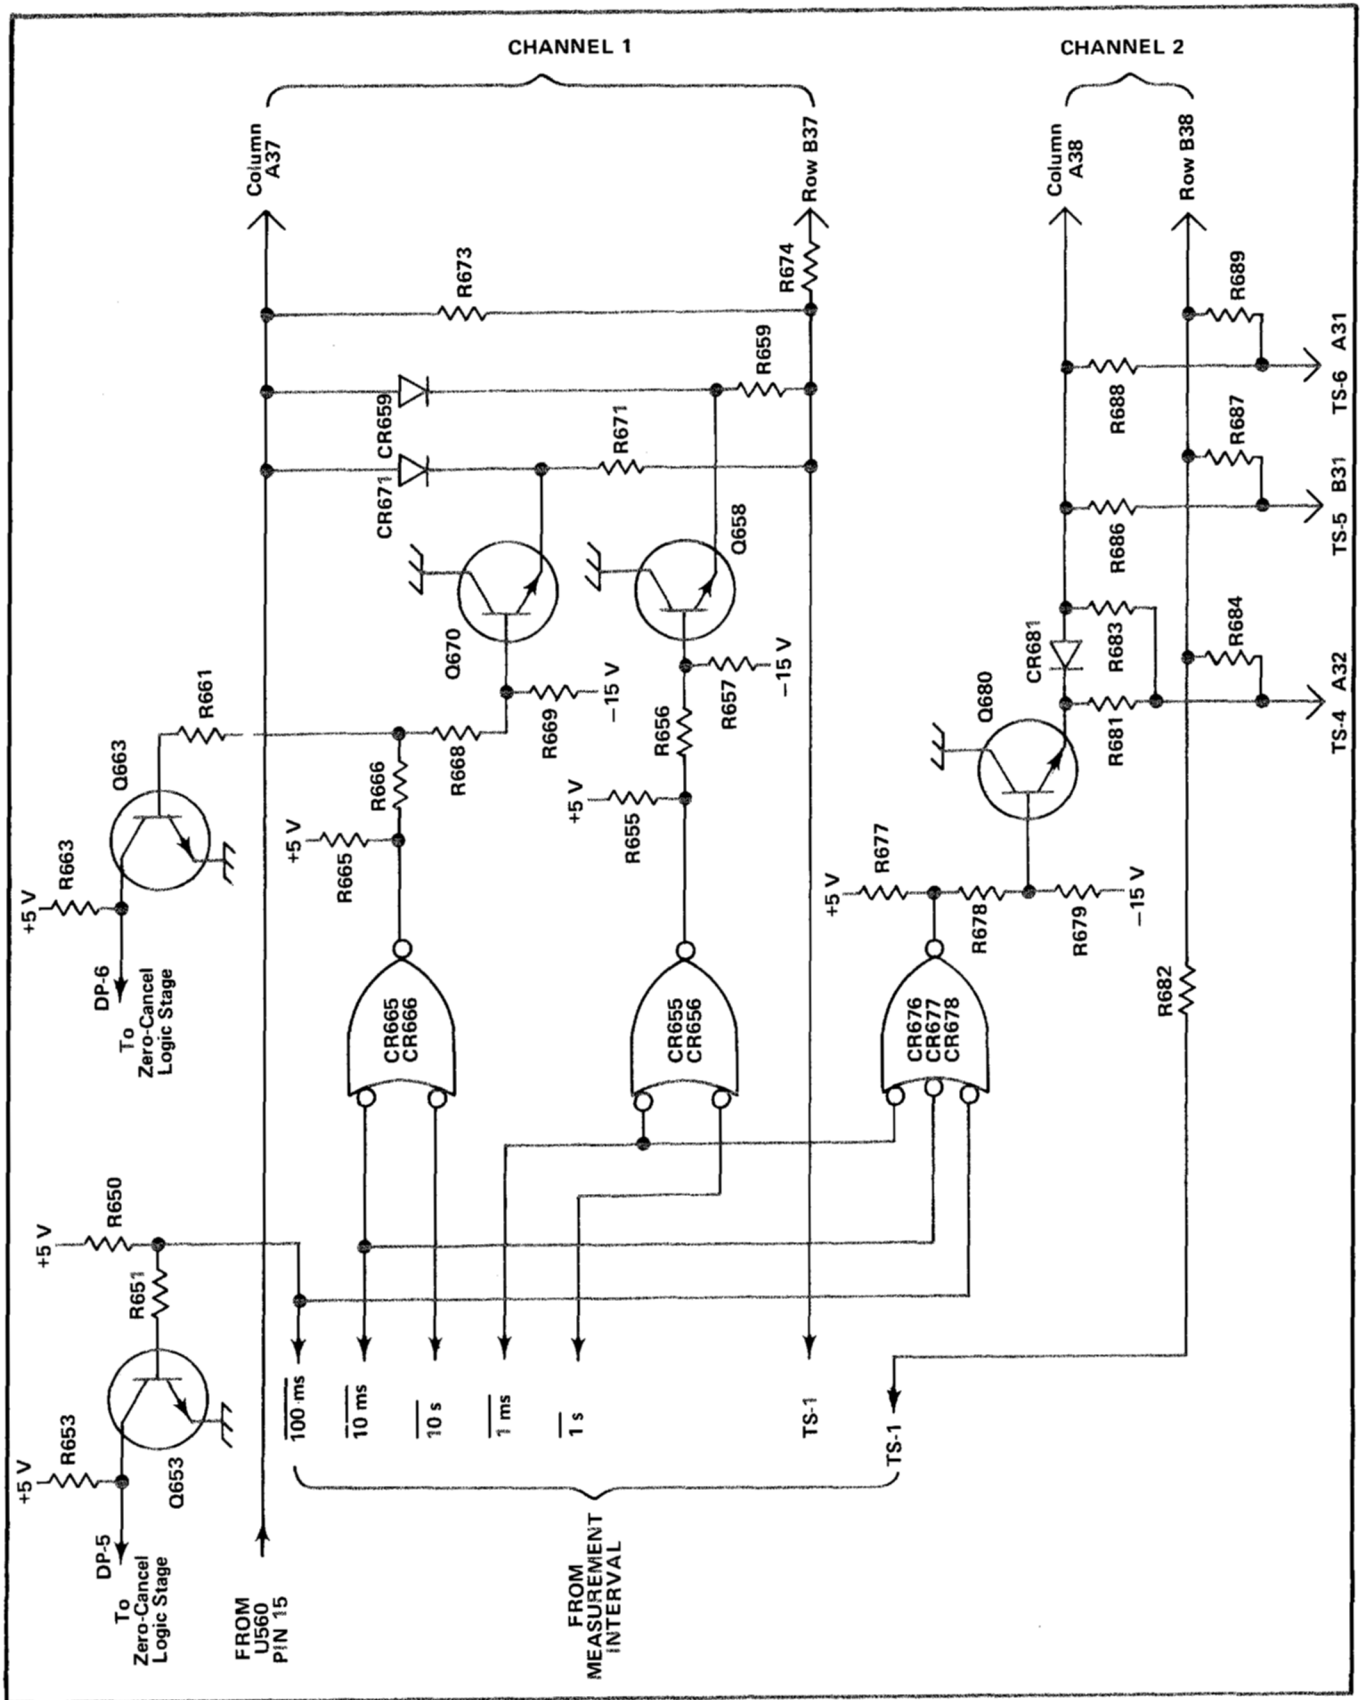 CHANNEL 1
CHANNEL 2
Column
A37
Row B37
Column
A38
Row B38
+5 V
R653
Q653
DP-5
To
Zero-Cancel
Logic Stage
+5 V
R650
R651
+5 V
R663
Q663
R661
DP-6
To
Zero-Cancel
Logic Stage
FROM
U560
PIN 15
100 ms
10 ms
10 s
1 ms
1 s
TS-1
TS-1
FROM
MEASUREMENT
INTERVAL
CR665
CR666
+5 V
R665
R666
R668
R669
−15 V
Q670
CR671
CR659
R671
R673
R659
R674
CR655
CR656
+5 V
R655
R656
R657
−15 V
Q658
CR676
CR677
CR678
+5 V
R677
R678
R679
−15 V
Q680
CR681
R681
R683
R684
R686
R687
R688
R689
R682
TS-4 A32
TS-5 B31
TS-6 A31